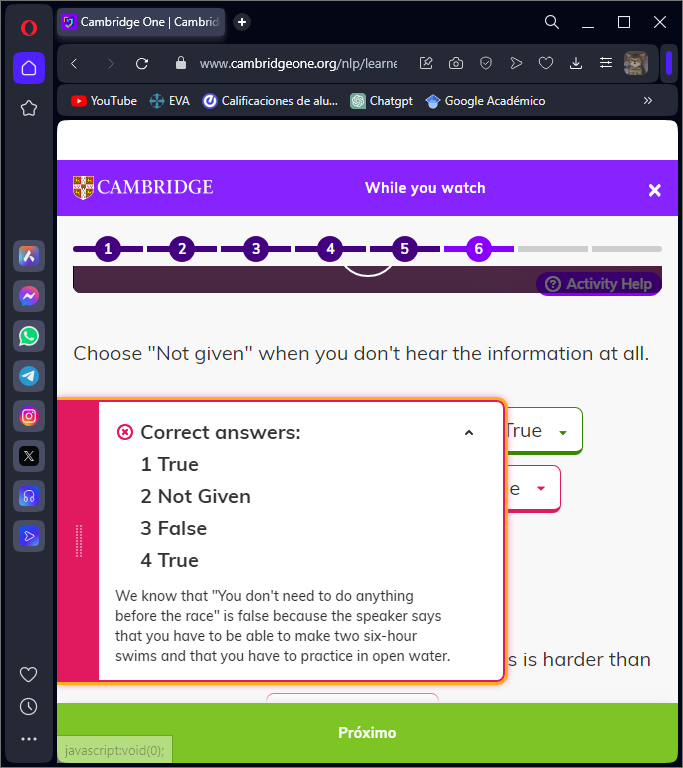 Cambridge One | Cambrid
www.cambridgeone.org/nlp/learne
YouTube
EVA
Calificaciones de alu...
Chatgpt
Google Académico
»
CAMBRIDGE
While you watch
1 2 3 4 5 6
Activity Help
Choose "Not given" when you don't hear the information at all.
True
e
Correct answers:
1 True
2 Not Given
3 False
4 True
We know that "You don't need to do anything
before the race" is false because the speaker says
that you have to be able to make two six-hour
swims and that you have to practice in open water.
s is harder than
Próximo
javascript:void(0);